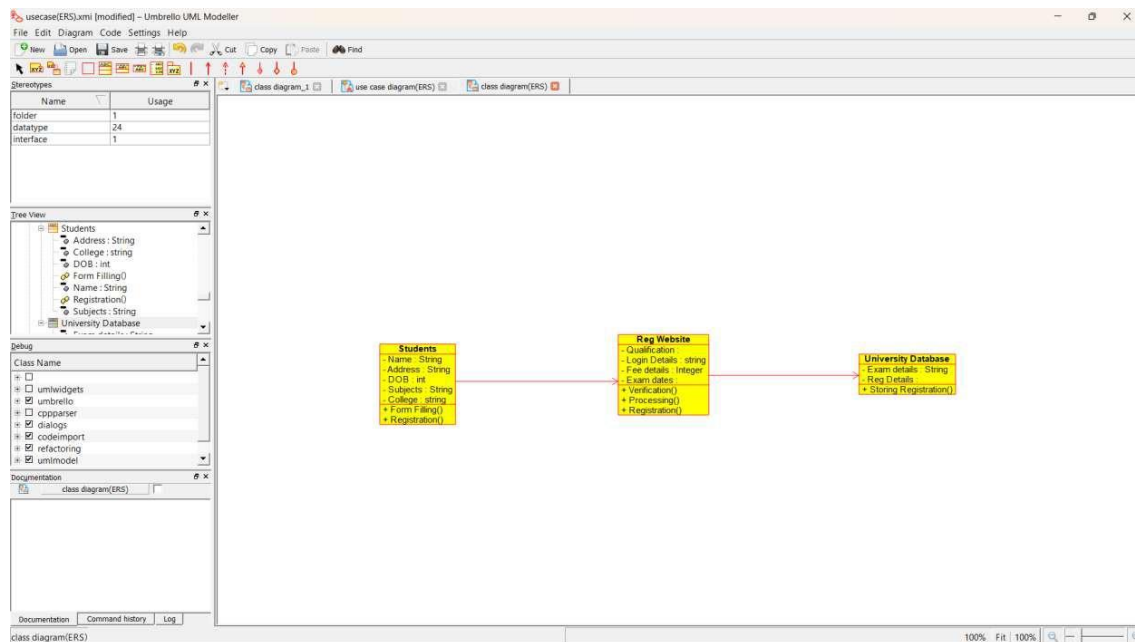 usecase(ERS).xmi [modified] – Umbrello UML Modeller
File Edit Diagram Code Settings Help
New Open Save Cut Copy Paste Find
Stereotypes
Name Usage
folder 1
datatype 24
interface 1
Tree View
Students
Address : String
College : string
DOB : int
Form Filling()
Name : String
Registration()
Subjects : String
University Database
Debug
Class Name
umlwidgets
umbrello
cppparser
dialogs
codeimport
refactoring
umlmodel
Documentation
class diagram(ERS)
Documentation Command history Log
class diagram(ERS)
class diagram_1 use case diagram(ERS) class diagram(ERS)
Students
- Name : String
- Address : String
- DOB : int
- Subjects : String
- College : string
+ Form Filling()
+ Registration()
Reg Website
- Qualification :
- Login Details : string
- Fee details : Integer
- Exam dates :
+ Verification()
+ Processing()
+ Registration()
University Database
- Exam details : String
- Reg Details :
+ Storing Registration()
100% Fit 100%